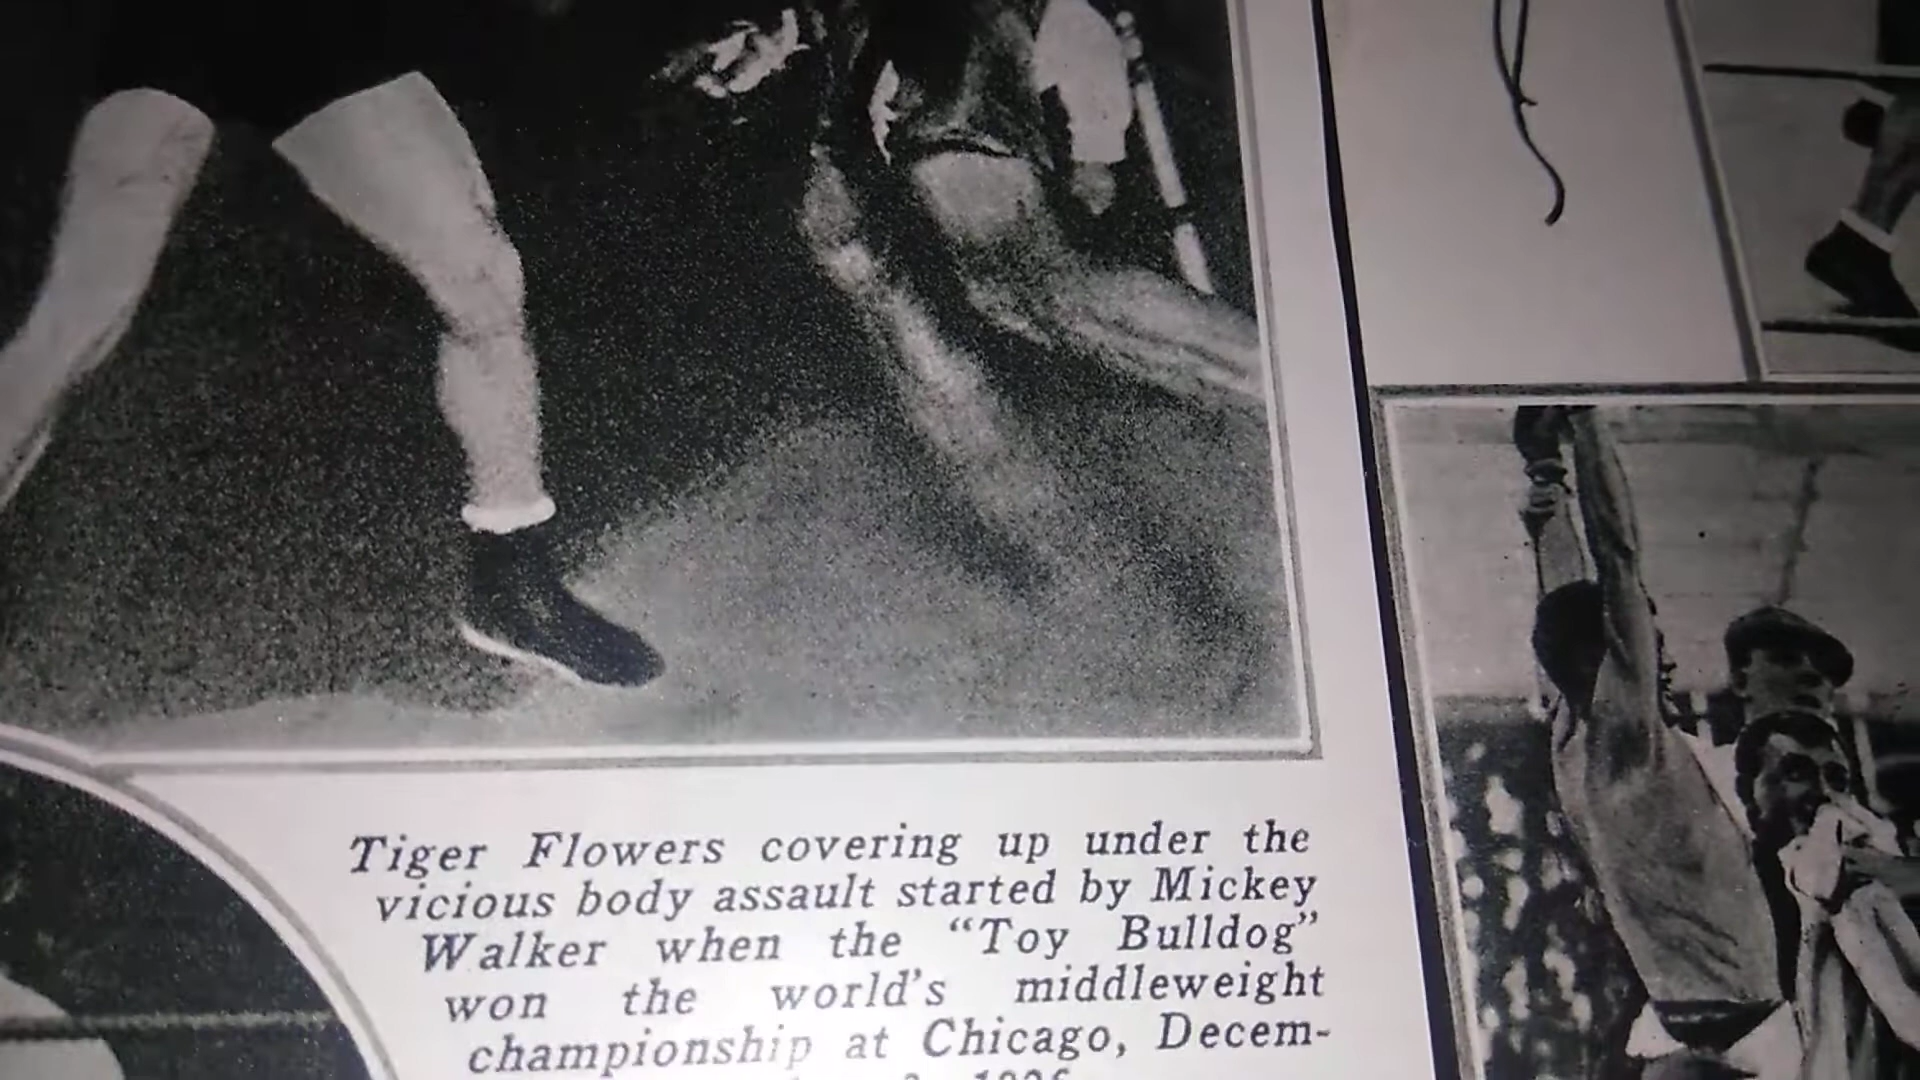 Tiger Flowers covering up under the
vicious body assault started by Mickey
Walker when the “Toy Bulldog”
won the world's middleweight
championship at Chicago, Decem-